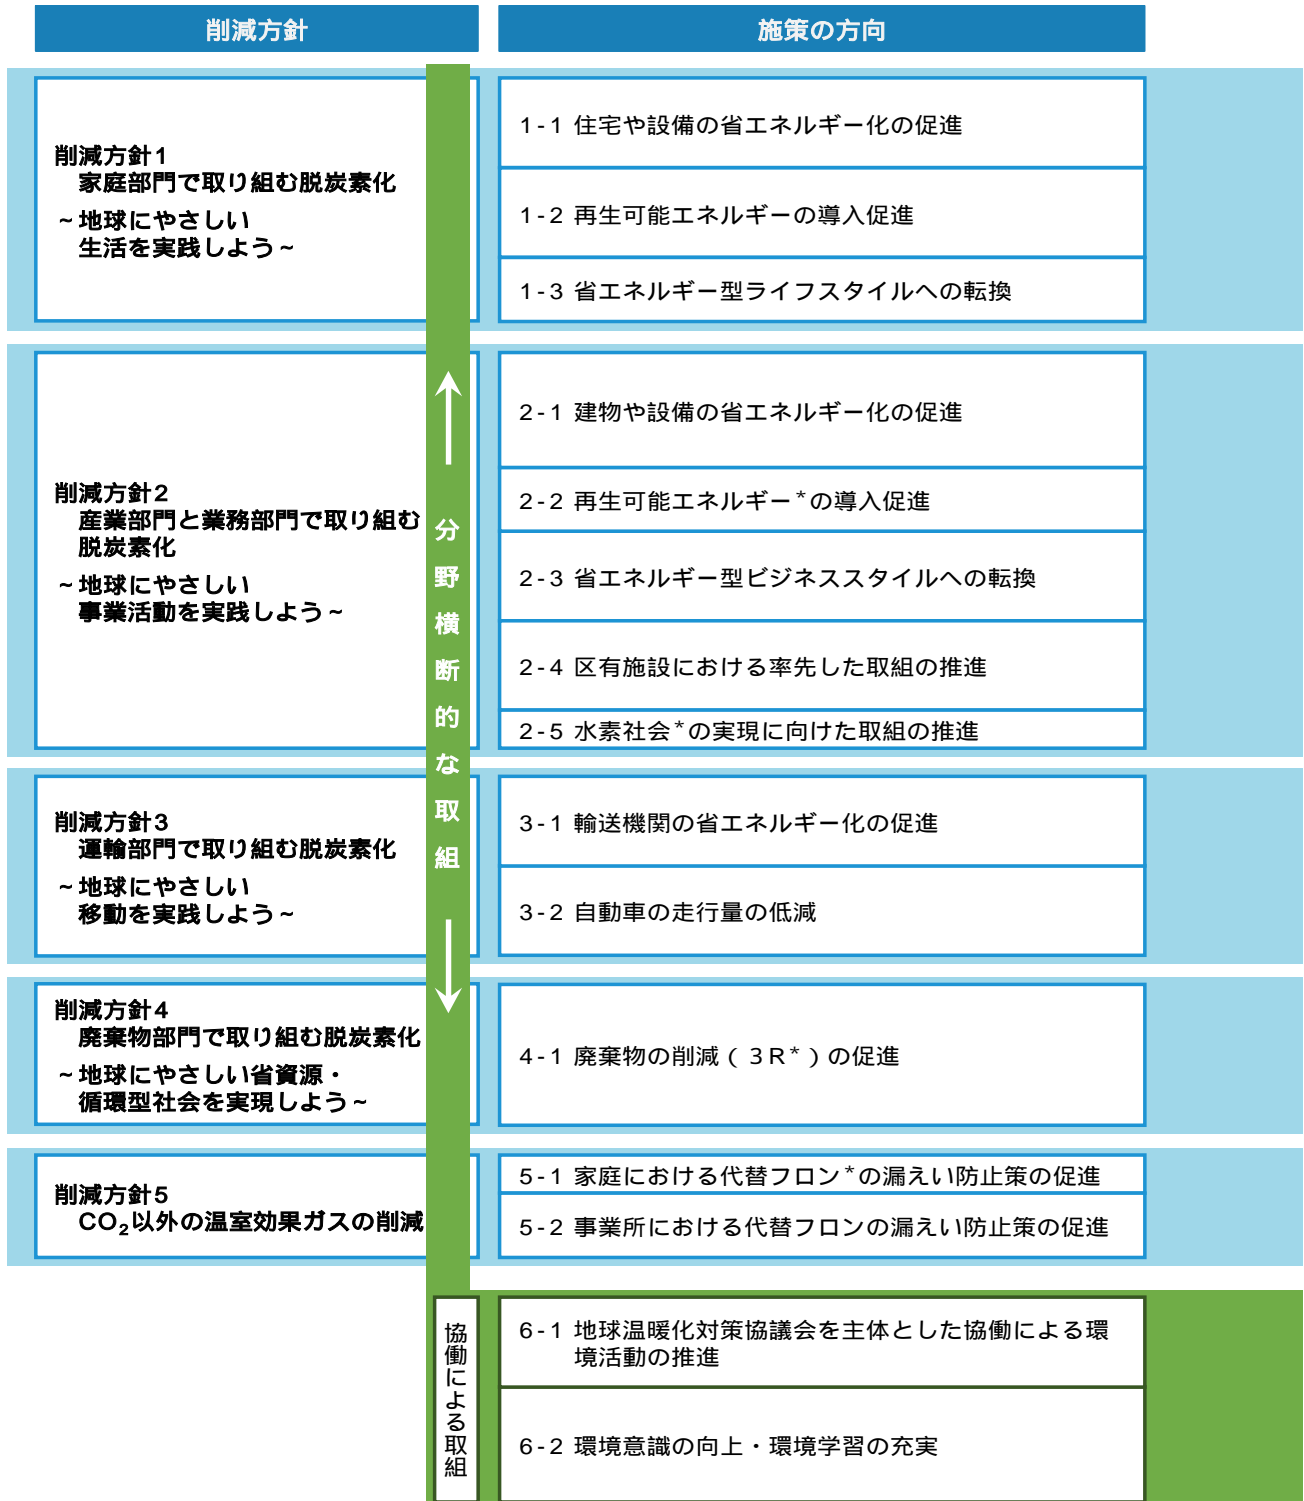 削減方針
施策の方向
削減方針1
家庭部門で取り組む脱炭素化
~地球にやさしい
生活を実践しよう~
1-1 住宅や設備の省エネルギー化の促進
1-2 再生可能エネルギーの導入促進
1-3 省エネルギー型ライフスタイルへの転換
削減方針2
産業部門と業務部門で取り組む
脱炭素化
~地球にやさしい
事業活動を実践しよう~
2-1 建物や設備の省エネルギー化の促進
2-2 再生可能エネルギー*の導入促進
2-3 省エネルギー型ビジネススタイルへの転換
2-4 区有施設における率先した取組の推進
2-5 水素社会*の実現に向けた取組の推進
分野横断的な取組
削減方針3
運輸部門で取り組む脱炭素化
~地球にやさしい
移動を実践しよう~
3-1 輸送機関の省エネルギー化の促進
3-2 自動車の走行量の低減
削減方針4
廃棄物部門で取り組む脱炭素化
~地球にやさしい省資源・
循環型社会を実現しよう~
4-1 廃棄物の削減(3R*)の促進
削減方針5
CO₂以外の温室効果ガスの削減
5-1 家庭における代替フロン*の漏えい防止策の促進
5-2 事業所における代替フロンの漏えい防止策の促進
協働による取組
6-1 地球温暖化対策協議会を主体とした協働による環
境活動の推進
6-2 環境意識の向上・環境学習の充実